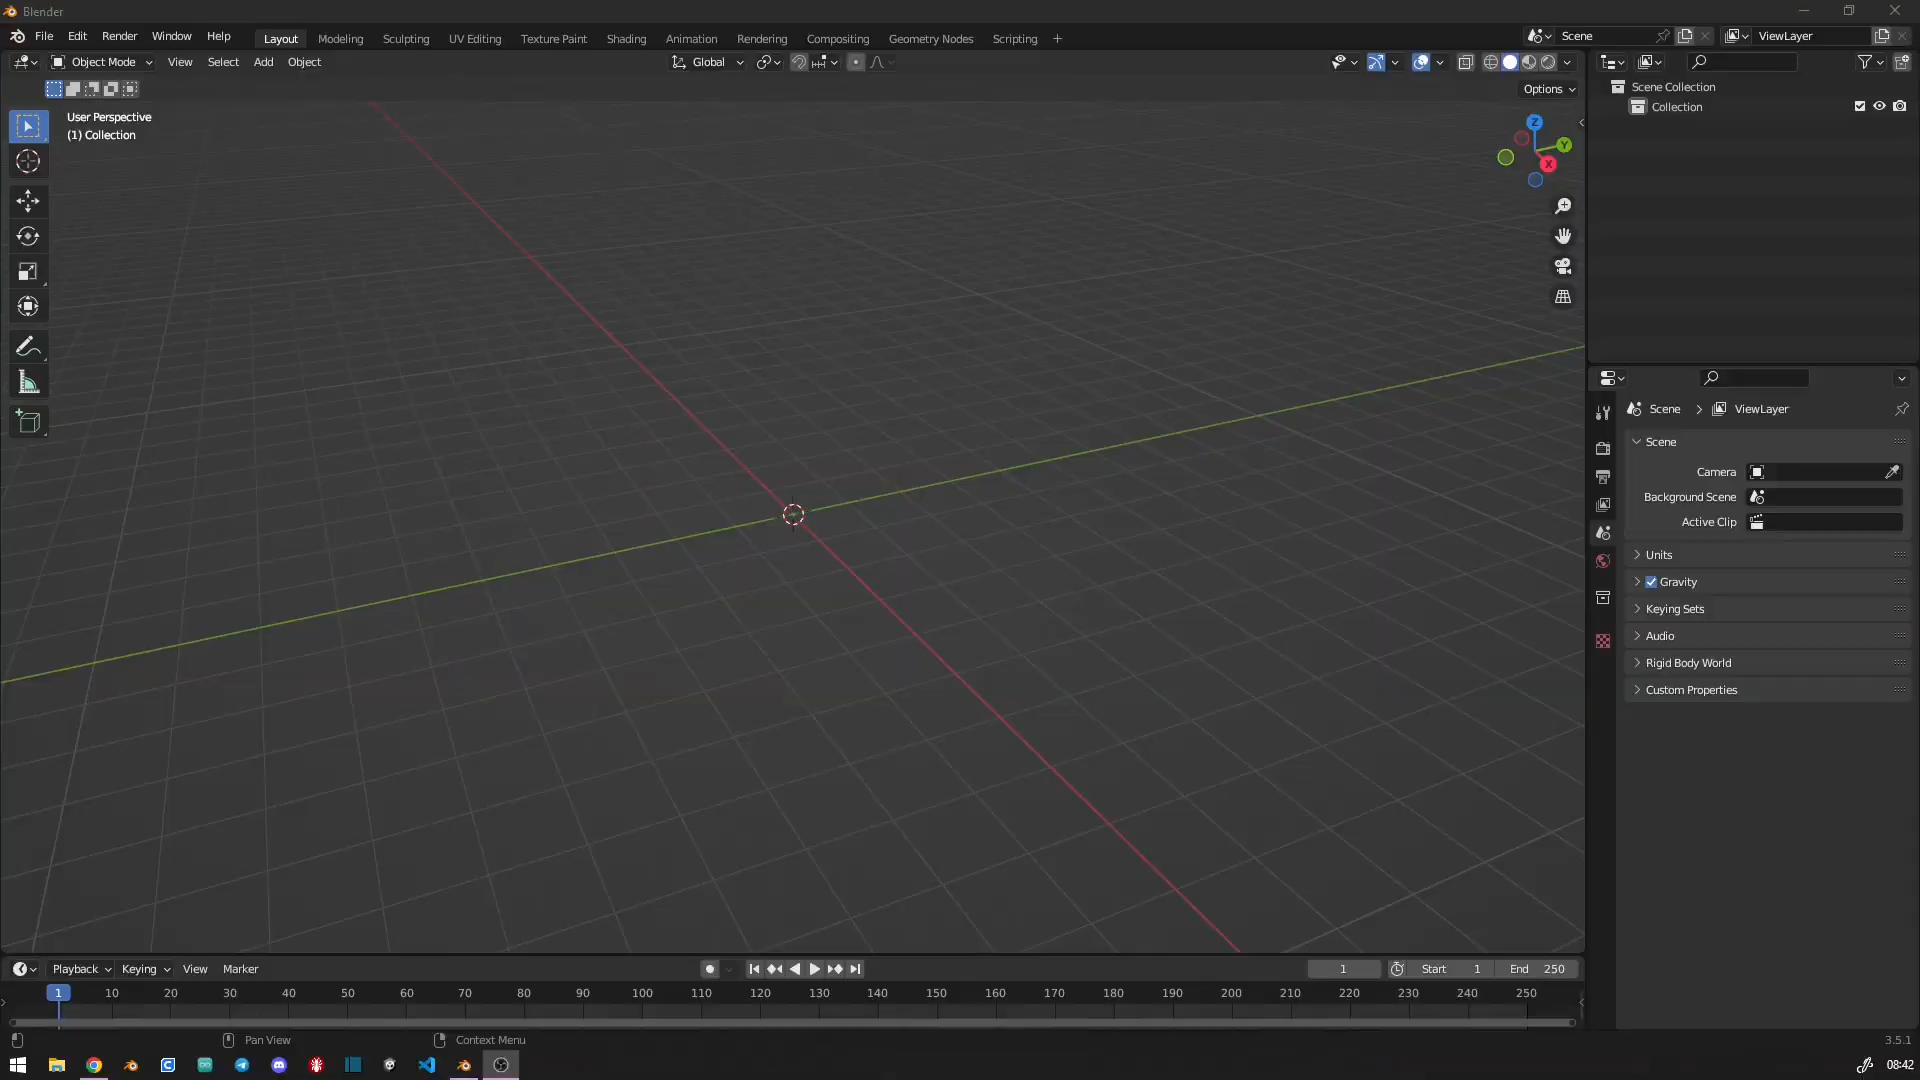 Blender
File Edit Render Window Help Layout Modeling Sculpting UV Editing Texture Paint Shading Animation Rendering Compositing Geometry Nodes Scripting + Scene ViewLayer
Object Mode View Select Add Object Global
Options
User Perspective
(1) Collection
Z
Y
X
Scene Collection
Collection
Scene > ViewLayer
Scene
Camera
Background Scene
Active Clip
Units
Gravity
Keying Sets
Audio
Rigid Body World
Custom Properties
Playback Keying View Marker 1 Start 1 End 250
1 10 20 30 40 50 60 70 80 90 100 110 120 130 140 150 160 170 180 190 200 210 220 230 240 250
Pan View Context Menu 3.5.1
08:42